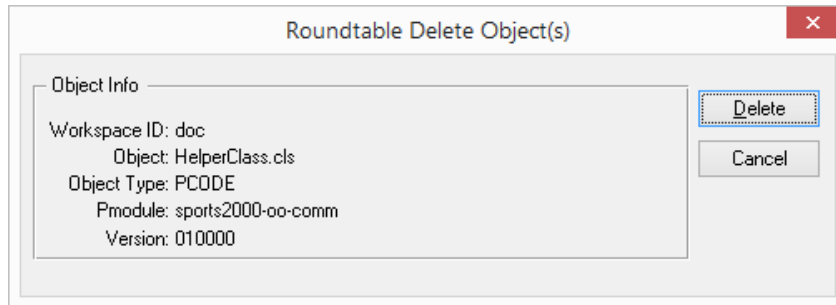 Roundtable Delete Object(s)
Object Info
Workspace ID: doc
Object: HelperClass.cls
Object Type: PCODE
Pmodule: sports2000-oo-comm
Version: 010000
Delete
Cancel